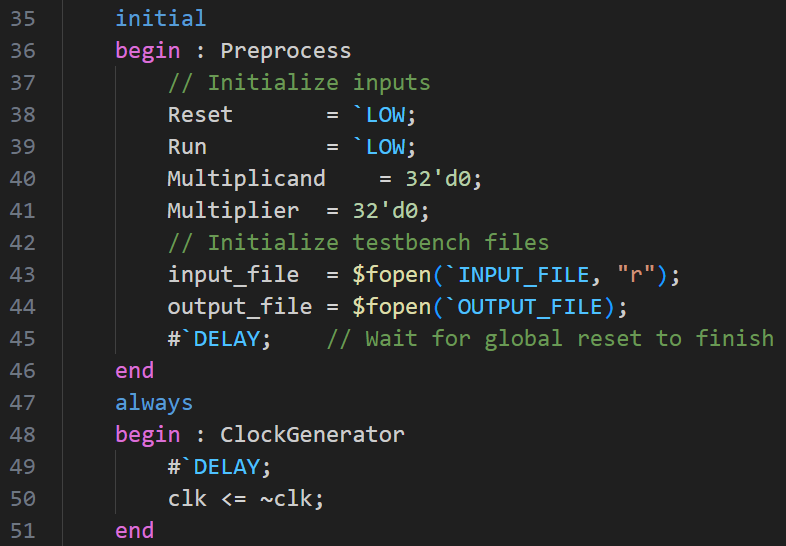 35 initial
36 begin : Preprocess
37 // Initialize inputs
38 Reset = `LOW;
39 Run = `LOW;
40 Multiplicand = 32'd0;
41 Multiplier = 32'd0;
42 // Initialize testbench files
43 input_file = $fopen(`INPUT_FILE, "r");
44 output_file = $fopen(`OUTPUT_FILE);
45 #`DELAY; // Wait for global reset to finish
46 end
47 always
48 begin : ClockGenerator
49 #`DELAY;
50 clk <= ~clk;
51 end